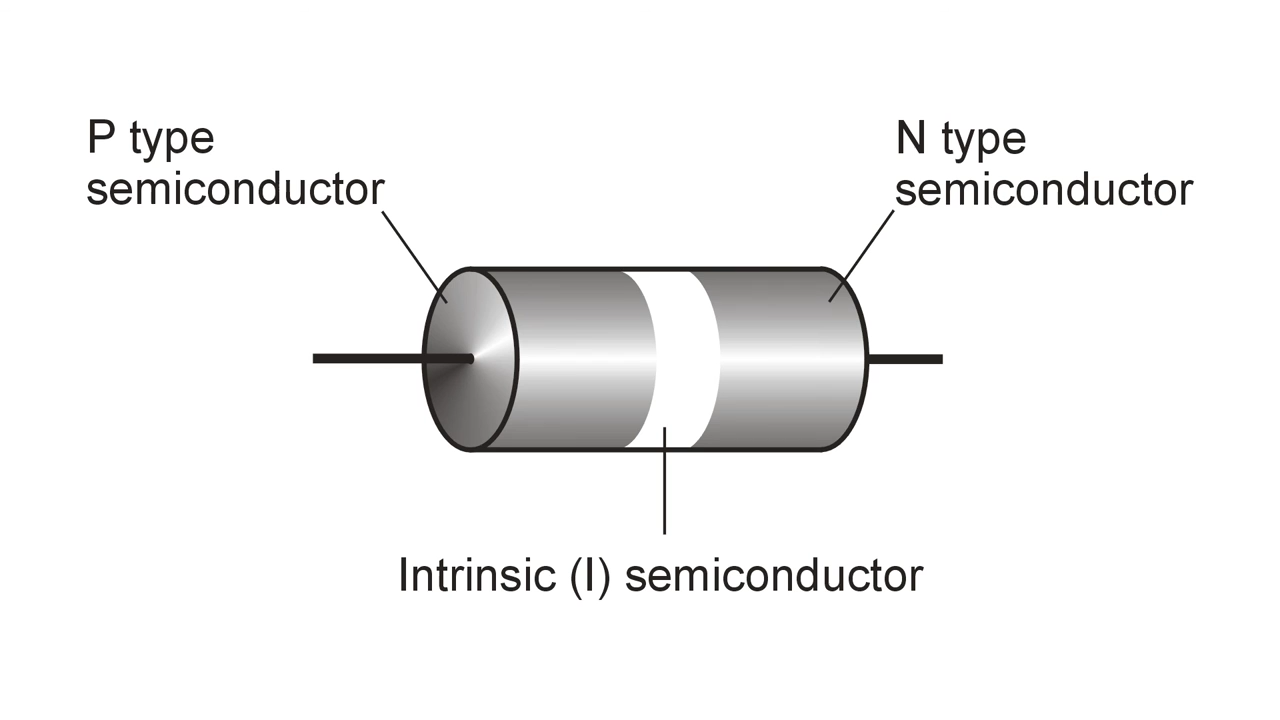 P type
semiconductor
N type
semiconductor
Intrinsic (I) semiconductor